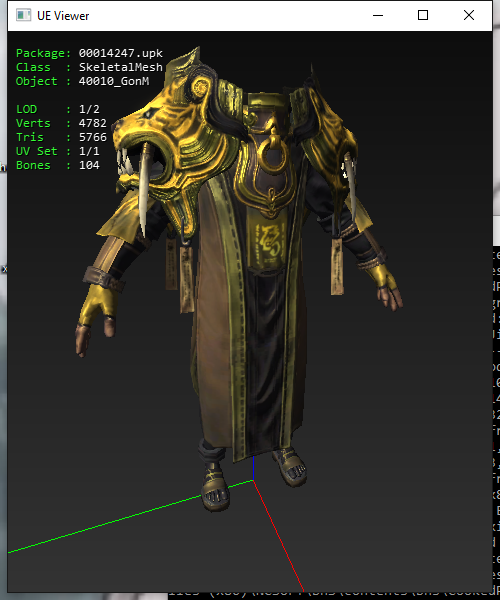 UE Viewer
Package: 00014247.upk
Class : SkeletalMesh
Object : 40010_GonM
LOD : 1/2
Verts : 4782
Tris : 5766
UV Set : 1/1
Bones : 104